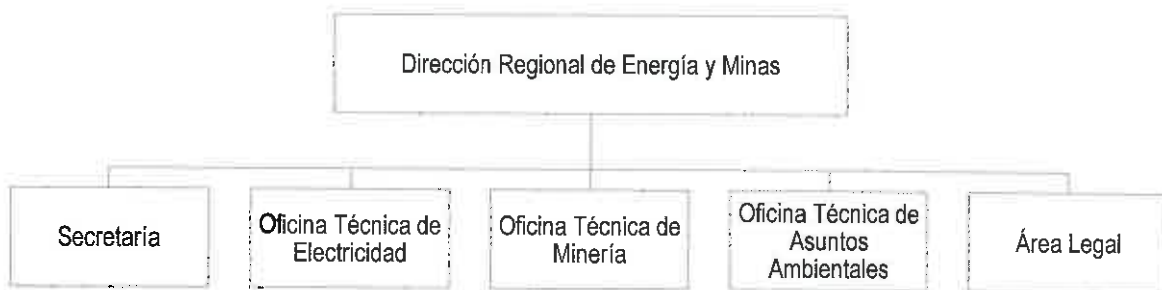 Dirección Regional de Energía y Minas
Secretaría
Oficina Técnica de
Electricidad
Oficina Técnica de
Minería
Oficina Técnica de
Asuntos
Ambientales
Área Legal